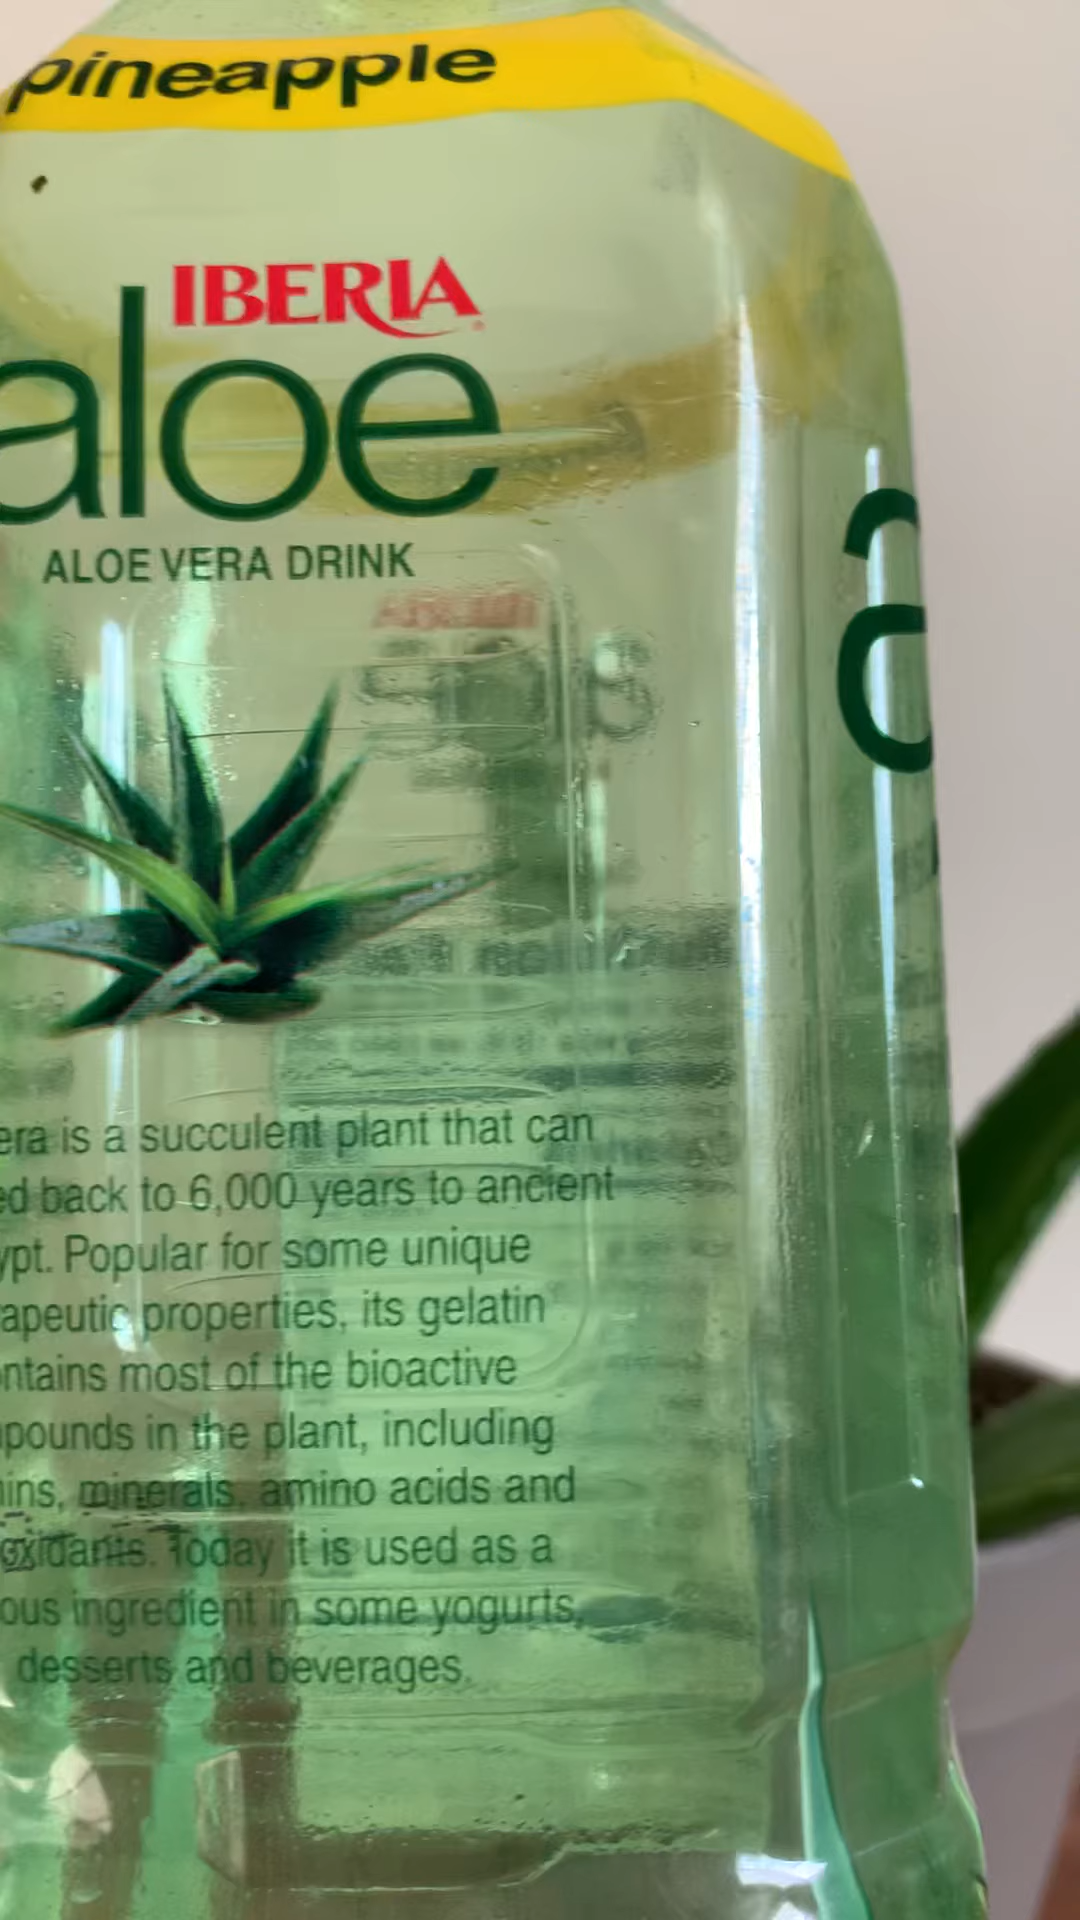 pineapple
IBERIA
aloe
ALOE VERA DRINK
era is a succulent plant that can
ed back to 6,000 years to ancient
ypt. Popular for some unique
apeutic properties, its gelatin
ontains most of the bioactive
pounds in the plant, including
ins, minerals, amino acids and
oxidants. Today it is used as a
ous ingredient in some yogurts,
desserts and beverages.